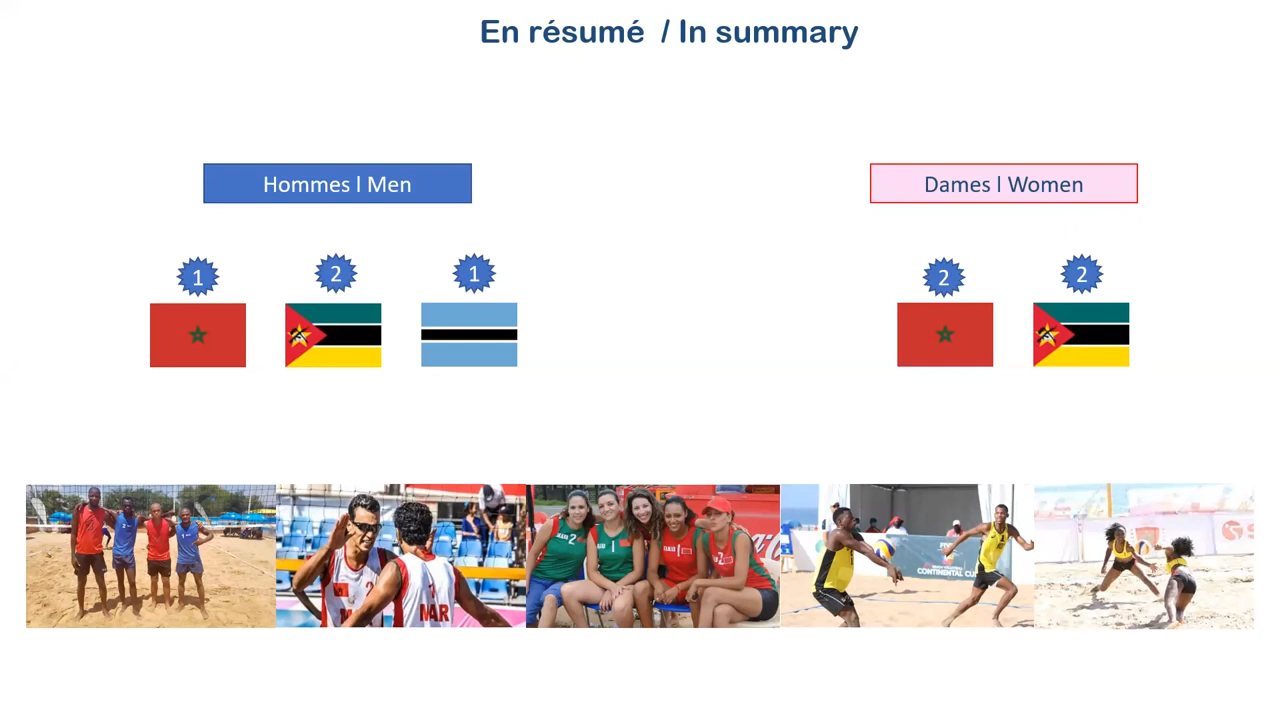 En résumé / In summary
Hommes l Men
Dames l Women
1
2
1
2
2
MAR
CONTINENTAL CUP